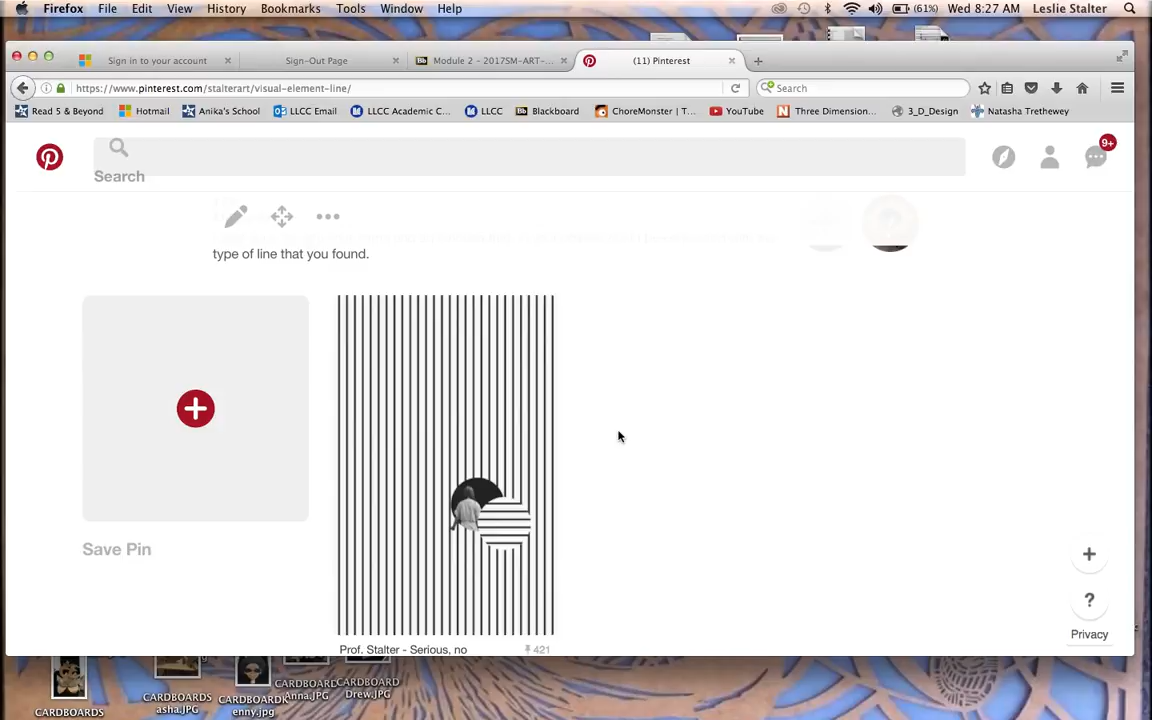 Firefox File Edit View History Bookmarks Tools Window Help (61%) Wed 8:27 AM Leslie Stalter
Sign in to your account Sign-Out Page Bb Module 2 - 2017SM-ART-... (11) Pinterest
https://www.pinterest.com/stalterart/visual-element-line/ Search
Read 5 & Beyond Hotmail Anika's School LLCC Email LLCC Academic C... LLCC Bb Blackboard ChoreMonster | T... YouTube N Three Dimension... 3_D_Design Natasha Trethewey
9+
Search
type of line that you found.
Save Pin
?
Privacy
Prof. Stalter - Serious, no 421
CARDBOARDS
CARDBOARDS
asha.JPG
CARDBOARDK
enny.jpg
CARDBOARD
Anna.JPG
CARDBOARD
Drew.JPG